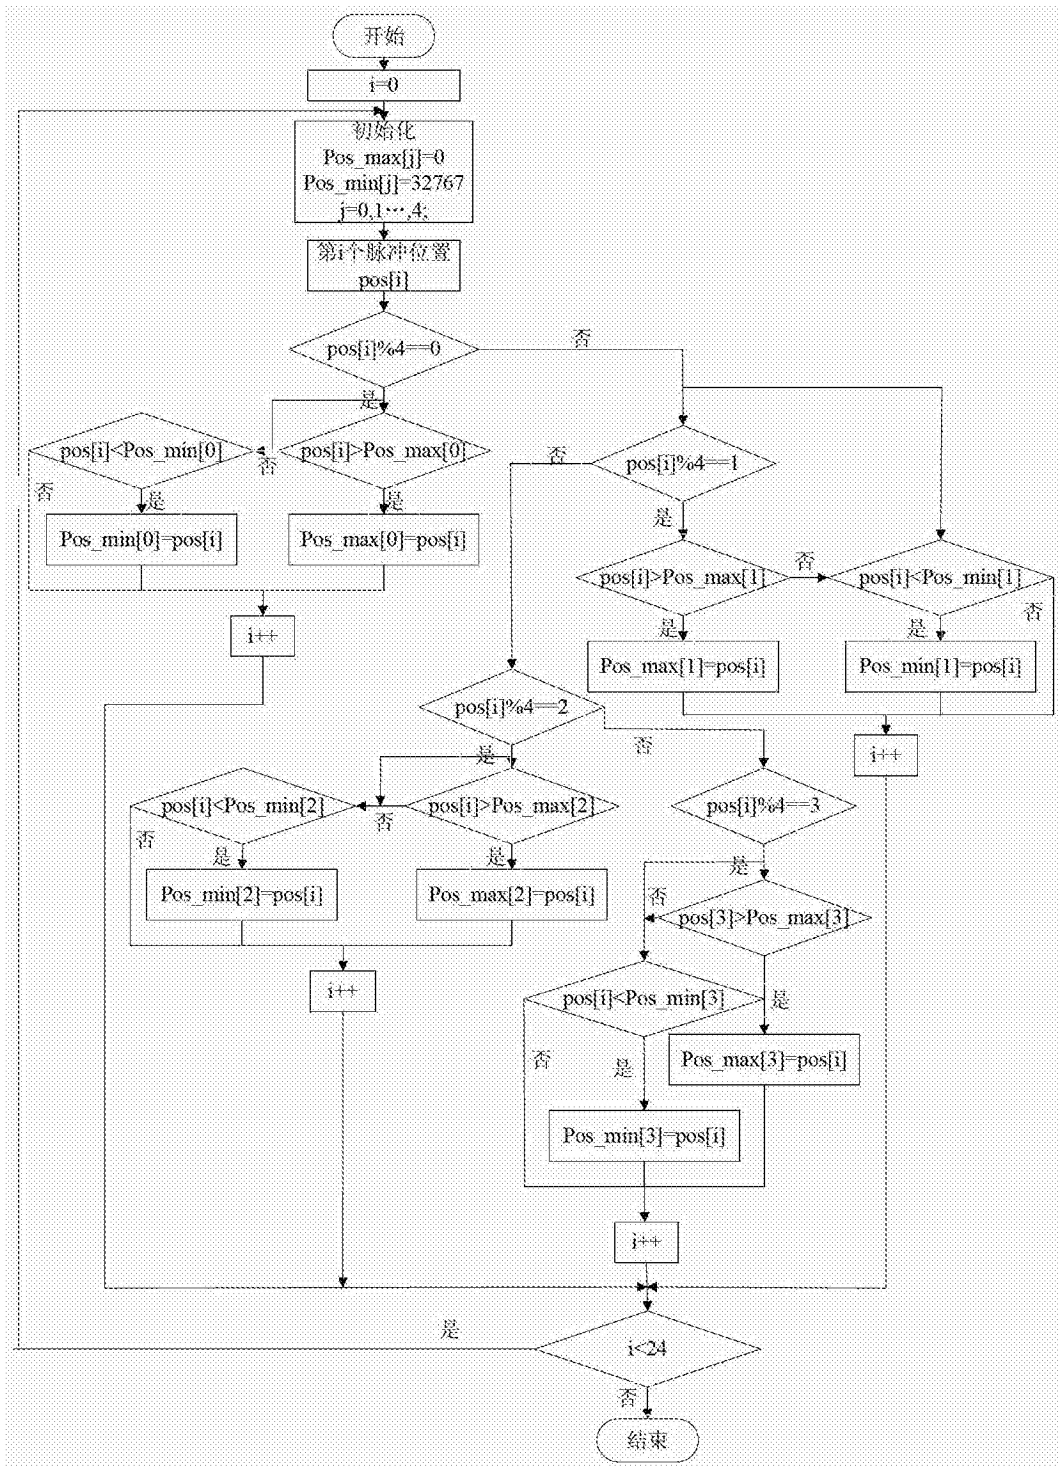 开始
i=0
初始化
Pos_max[j]=0
Pos_min[j]=32767
j=0,1…,4;
第i个脉冲位置
pos[i]
pos[i]%4==0
否
是
pos[i]<Pos_min[0]
否
pos[i]>Pos_max[0]
否
是
是
Pos_min[0]=pos[i]
Pos_max[0]=pos[i]
i++
pos[i]%4==1
否
是
pos[i]>Pos_max[1]
否
pos[i]<Pos_min[1]
否
是
是
Pos_max[1]=pos[i]
Pos_min[1]=pos[i]
i++
pos[i]%4==2
否
是
pos[i]<Pos_min[2]
否
pos[i]>Pos_max[2]
否
是
是
Pos_min[2]=pos[i]
Pos_max[2]=pos[i]
i++
pos[i]%4==3
是
否
pos[3]>Pos_max[3]
pos[i]<Pos_min[3]
是
否
是
Pos_max[3]=pos[i]
Pos_min[3]=pos[i]
i++
是
i<24
否
结束